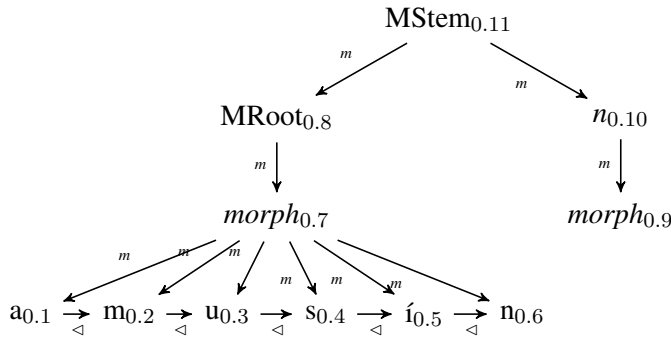 MStem0.11
m m
MRoot0.8 n0.10
m m
morph0.7 morph0.9
m m m m m m
a0.1 m0.2 u0.3 s0.4 í0.5 n0.6
◁ ◁ ◁ ◁ ◁